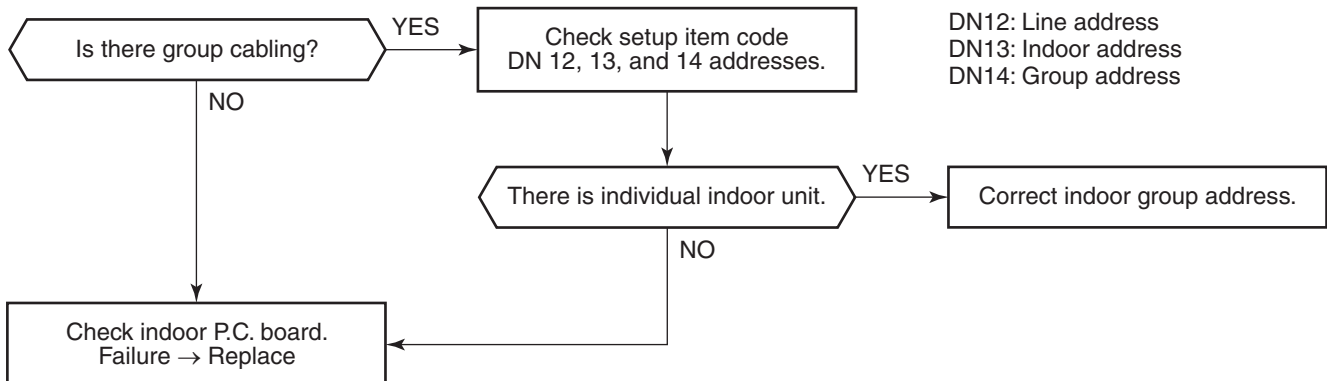 Is there group cabling?
YES
Check setup item code
DN 12, 13, and 14 addresses.
DN12: Line address
DN13: Indoor address
DN14: Group address
NO
There is individual indoor unit.
YES
Correct indoor group address.
NO
Check indoor P.C. board.
Failure → Replace